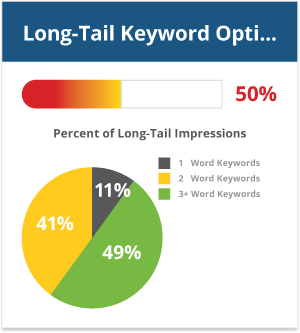 Long-Tail Keyword Opti...
50%
Percent of Long-Tail Impressions
1 Word Keywords
2 Word Keywords
3+ Word Keywords
11%
41%
49%